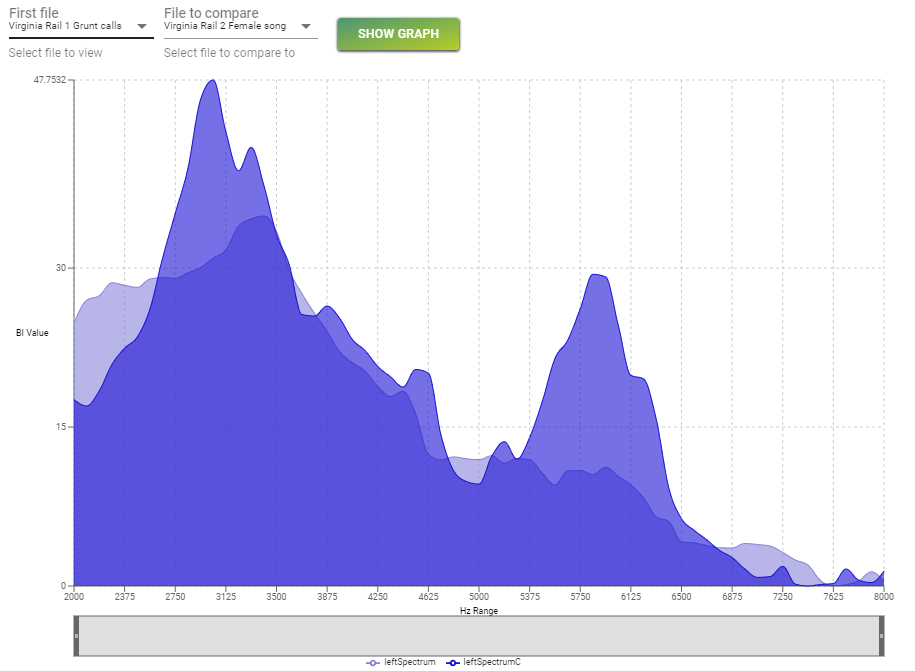 First file
File to compare
Virginia Rail 1 Grunt calls
Virginia Rail 2 Female song
SHOW GRAPH
Select file to view
Select file to compare to
47.7532
30
BI Value
15
0
2000 2375 2750 3125 3500 3875 4250 4625 5000 5375 5750 6125 6500 6875 7250 7625 8000
Hz Range
leftSpectrum leftSpectrumC